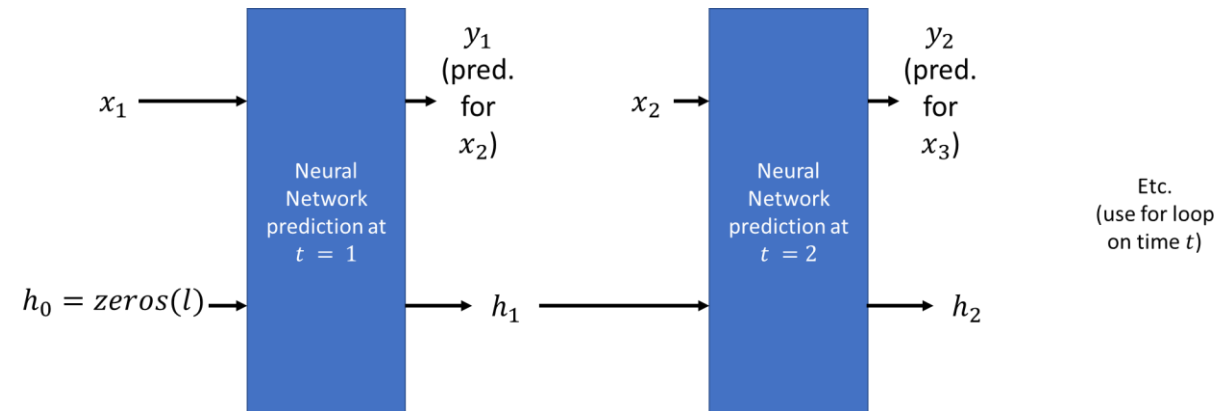 x₁
y₁
(pred.
for
x₂)
Neural
Network
prediction at
t = 1
h₀ = zeros(l)
h₁
x₂
y₂
(pred.
for
x₃)
Neural
Network
prediction at
t = 2
h₂
Etc.
(use for loop
on time t)